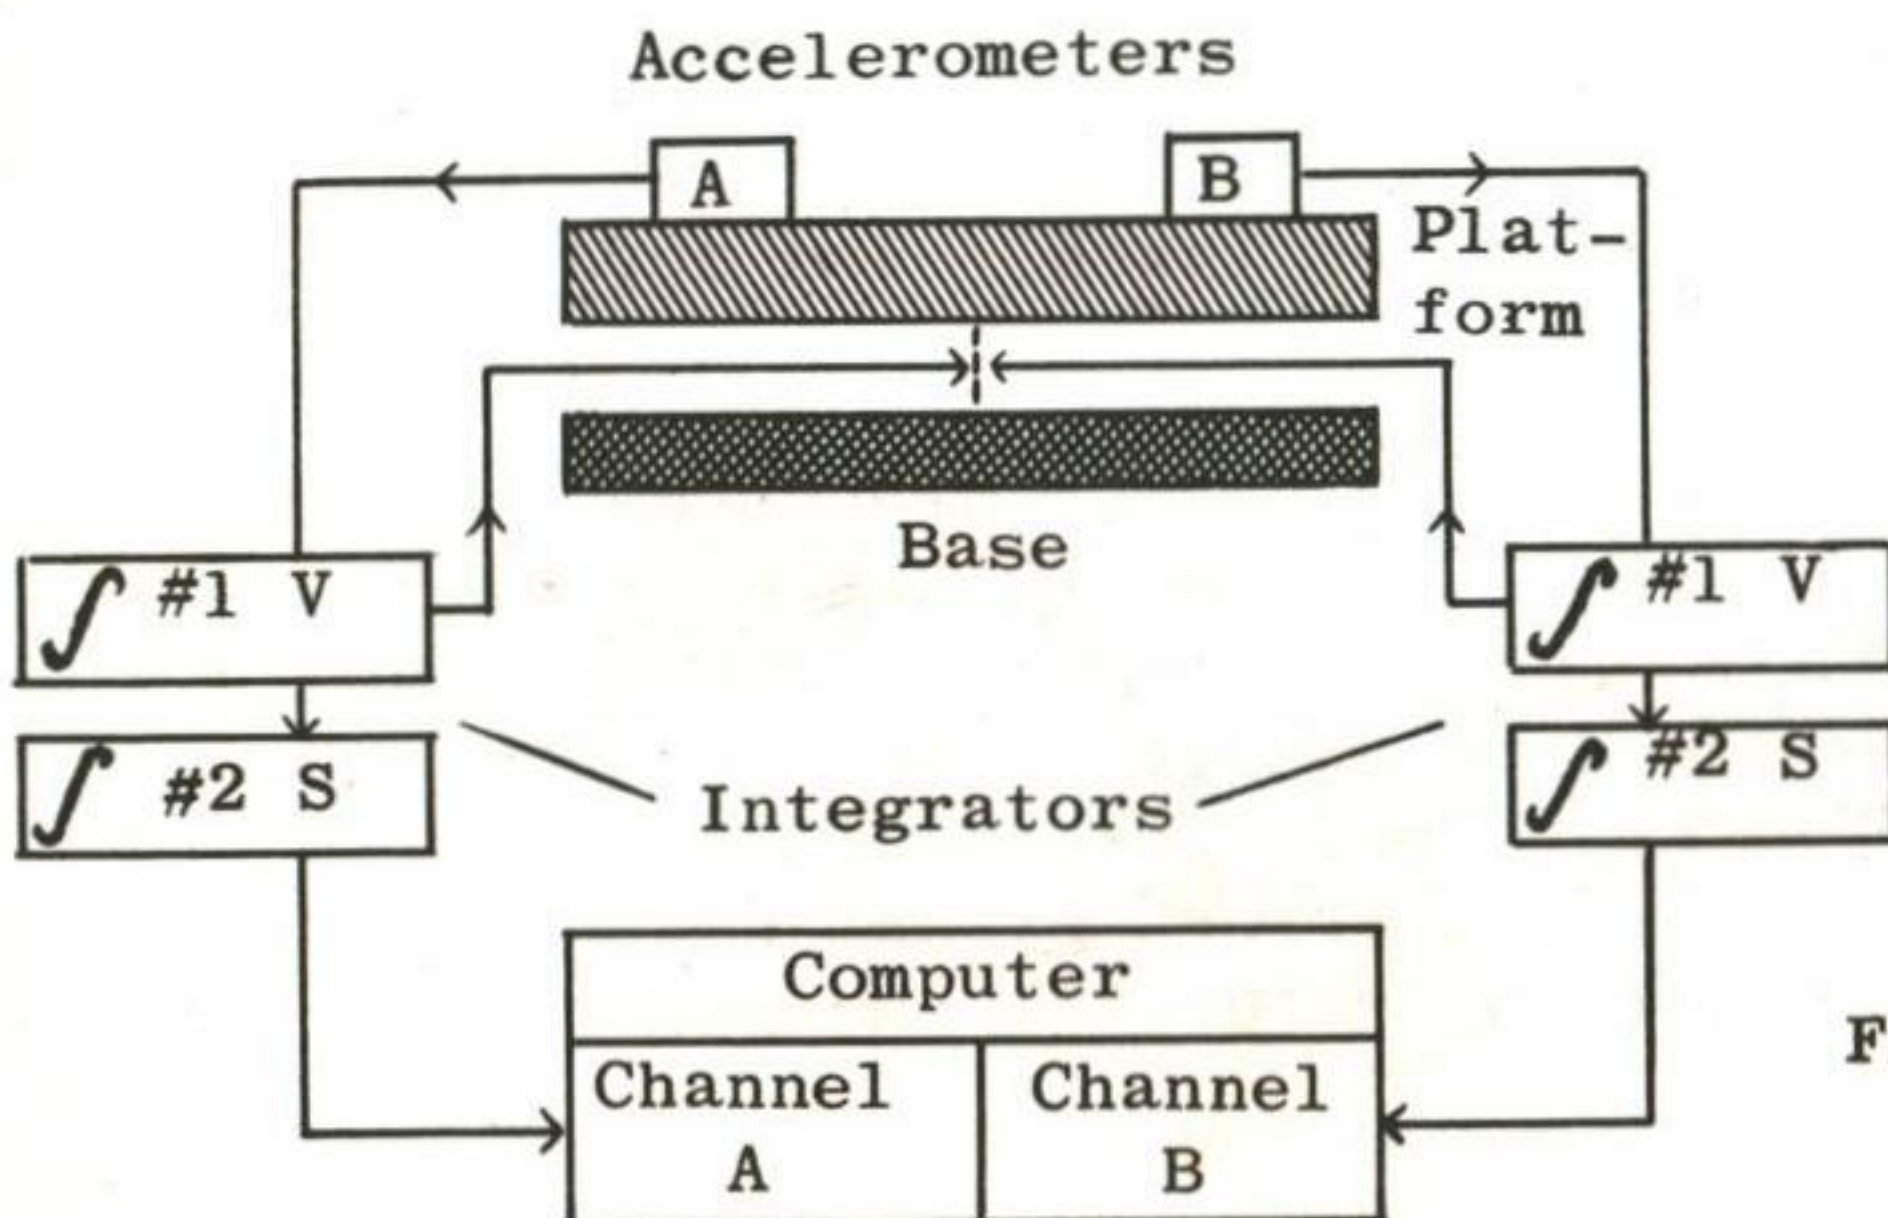 Accelerometers
A
B
Plat-
form
Base
∫ #1 V
∫ #1 V
∫ #2 S
∫ #2 S
Integrators
Computer
Channel
A
Channel
B
F